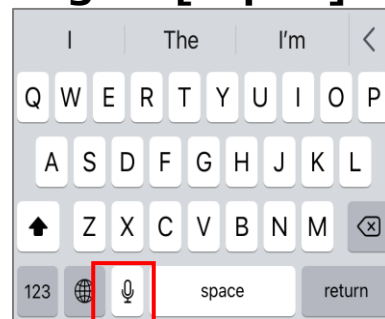 I The I'm
Q W E R T Y U I O P
A S D F G H J K L
Z X C V B N M
123 space return